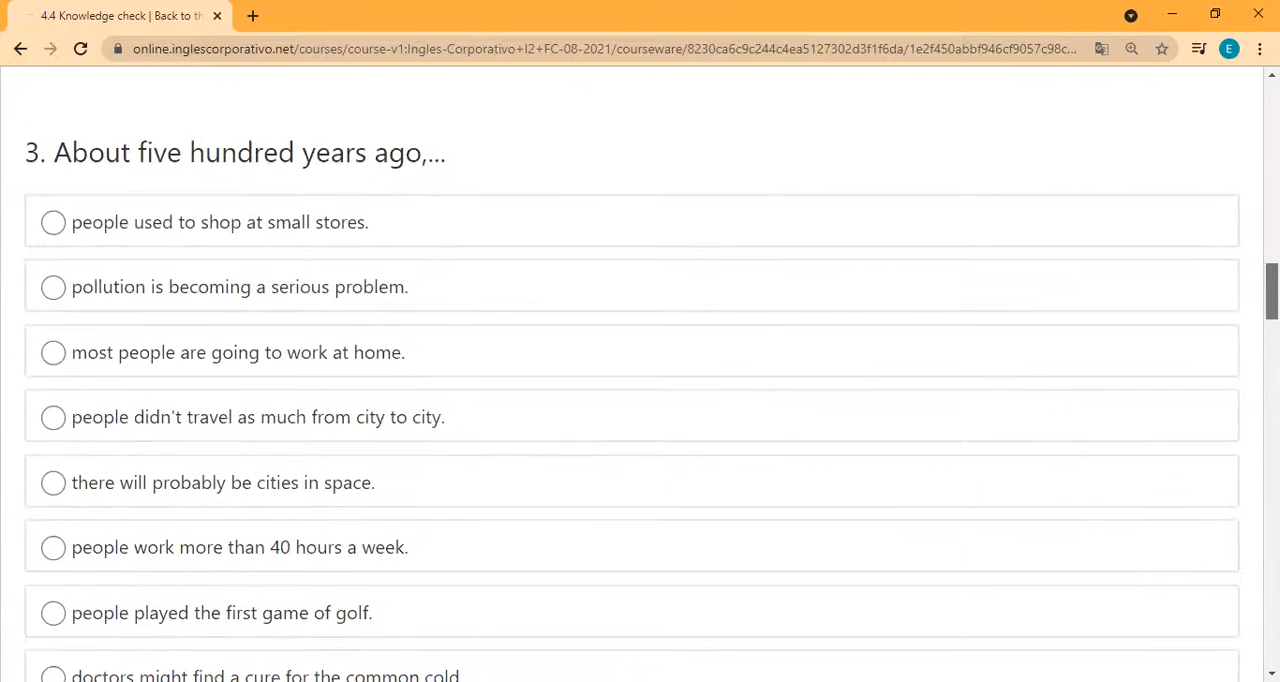 4.4 Knowledge check | Back to th
online.inglescorporativo.net/courses/course-v1:Ingles-Corporativo+I2+FC-08-2021/courseware/8230ca6c9c244c4ea5127302d3f1f6da/1e2f450abbf946cf9057c98c...
E
3. About five hundred years ago,...
people used to shop at small stores.
pollution is becoming a serious problem.
most people are going to work at home.
people didn't travel as much from city to city.
there will probably be cities in space.
people work more than 40 hours a week.
people played the first game of golf.
doctors might find a cure for the common cold.